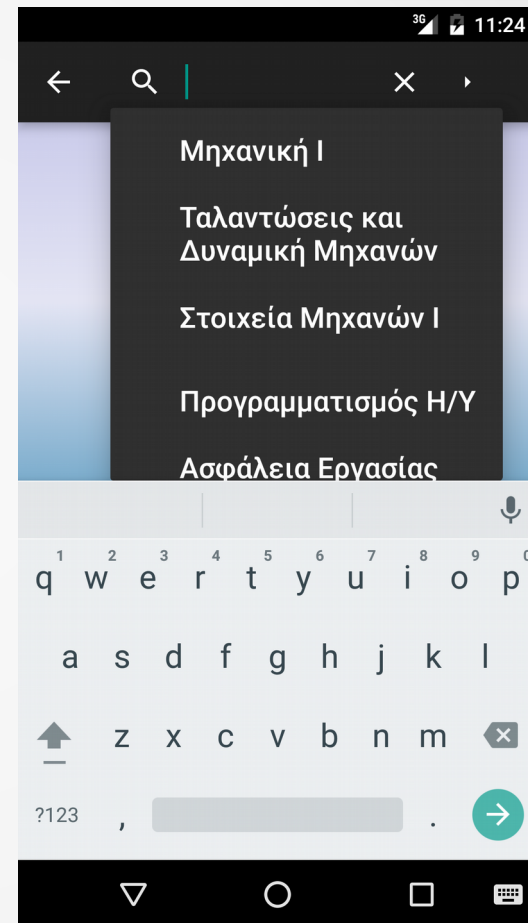 3G 11:24
Μηχανική Ι
Ταλαντώσεις και
Δυναμική Μηχανών
Στοιχεία Μηχανών Ι
Προγραμματισμός Η/Υ
Ασφάλεια Εργασίας
1 2 3 4 5 6 7 8 9 0
q w e r t y u i o p
a s d f g h j k l
z x c v b n m
?123 , .